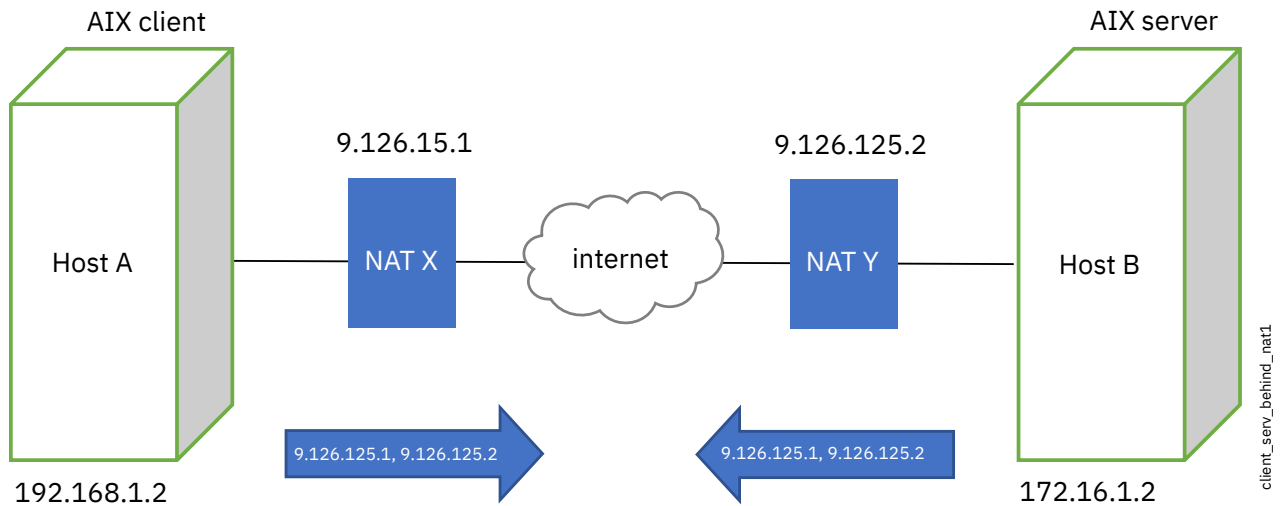 AIX client
AIX server
9.126.15.1
9.126.125.2
Host A
NAT X
internet
NAT Y
Host B
9.126.125.1, 9.126.125.2
9.126.125.1, 9.126.125.2
192.168.1.2
172.16.1.2
client_serv_behind_nat1